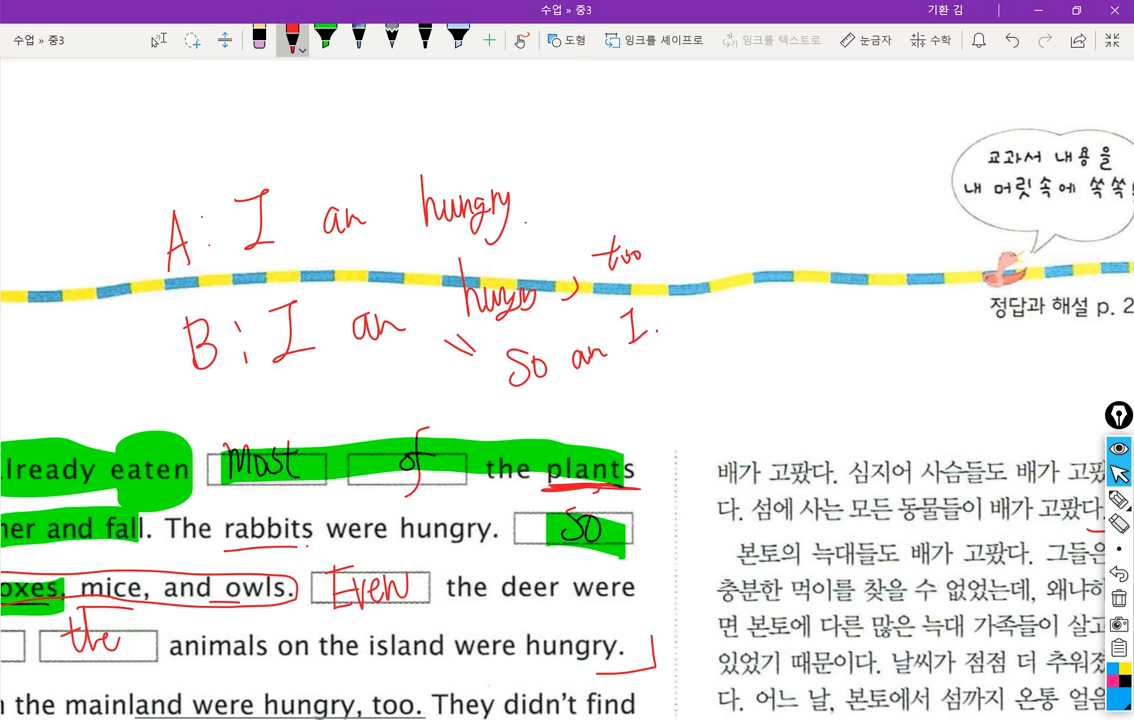 수업 » 중3
기환 김
수업 » 중3
도형
잉크를 셰이프로
잉크를 텍스트로
눈금자
수학
교과서 내용을
내 머릿속에 쏙쏙!
정답과 해설 p. 2
A: I am hungry.
B: I am hungry, too
" So am I.
lready eaten Most of the plants
her and fall. The rabbits were hungry. So
oxes, mice, and owls. Even the deer were
the animals on the island were hungry.
n the mainland were hungry, too. They didn't find
배가 고팠다. 심지어 사슴들도 배가 고팠
다. 섬에 사는 모든 동물들이 배가 고팠다.
본토의 늑대들도 배가 고팠다. 그들은
충분한 먹이를 찾을 수 없었는데, 왜냐하
면 본토에 다른 많은 늑대 가족들이 살고
있었기 때문이다. 날씨가 점점 더 추워졌
다. 어느 날, 본토에서 섬까지 온통 얼음